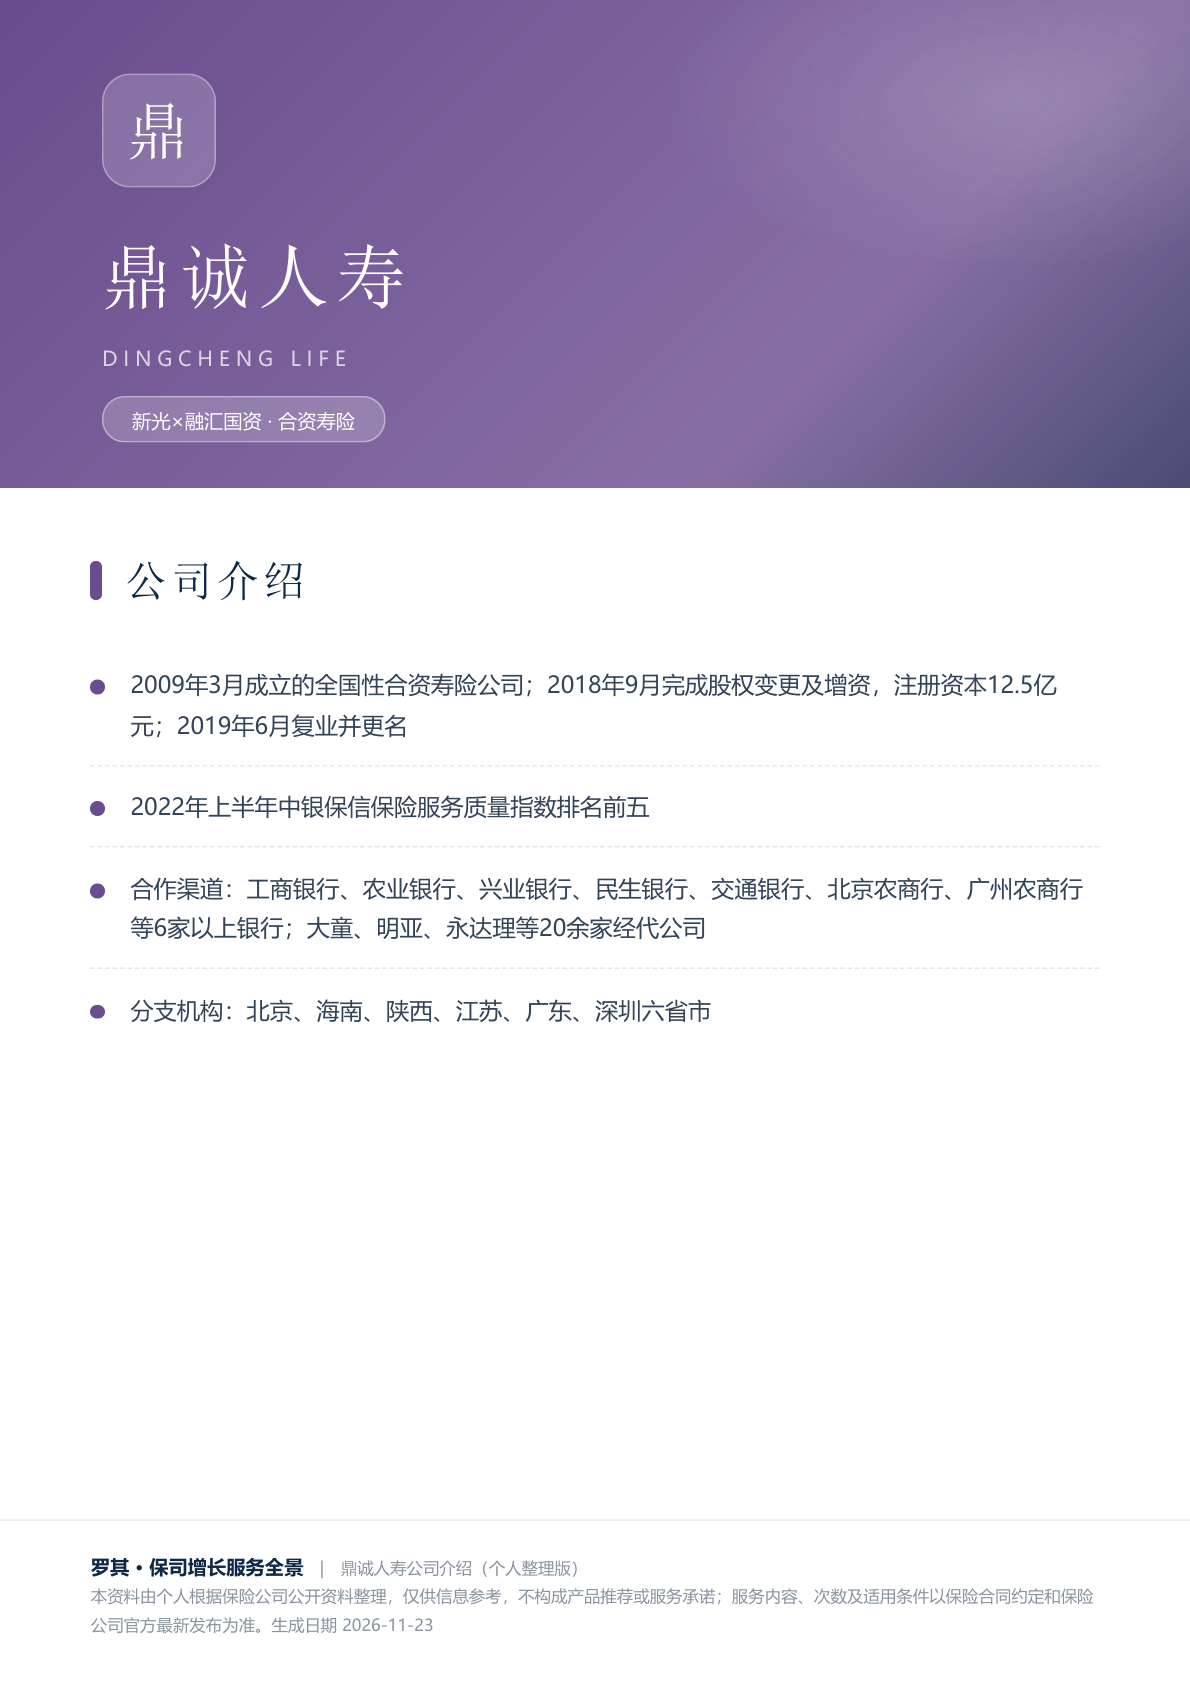 鼎
鼎诚人寿
DINGCHENG LIFE
新光×融汇国资 · 合资寿险
公司介绍
2009年3月成立的全国性合资寿险公司；2018年9月完成股权变更及增资，注册资本12.5亿
元；2019年6月复业并更名
2022年上半年中银保信保险服务质量指数排名前五
合作渠道：工商银行、农业银行、兴业银行、民生银行、交通银行、北京农商行、广州农商行
等6家以上银行；大童、明亚、永达理等20余家经代公司
分支机构：北京、海南、陕西、江苏、广东、深圳六省市
罗其 · 保司增长服务全景 | 鼎诚人寿公司介绍（个人整理版）
本资料由个人根据保险公司公开资料整理，仅供信息参考，不构成产品推荐或服务承诺；服务内容、次数及适用条件以保险合同约定和保险
公司官方最新发布为准。生成日期 2026-11-23